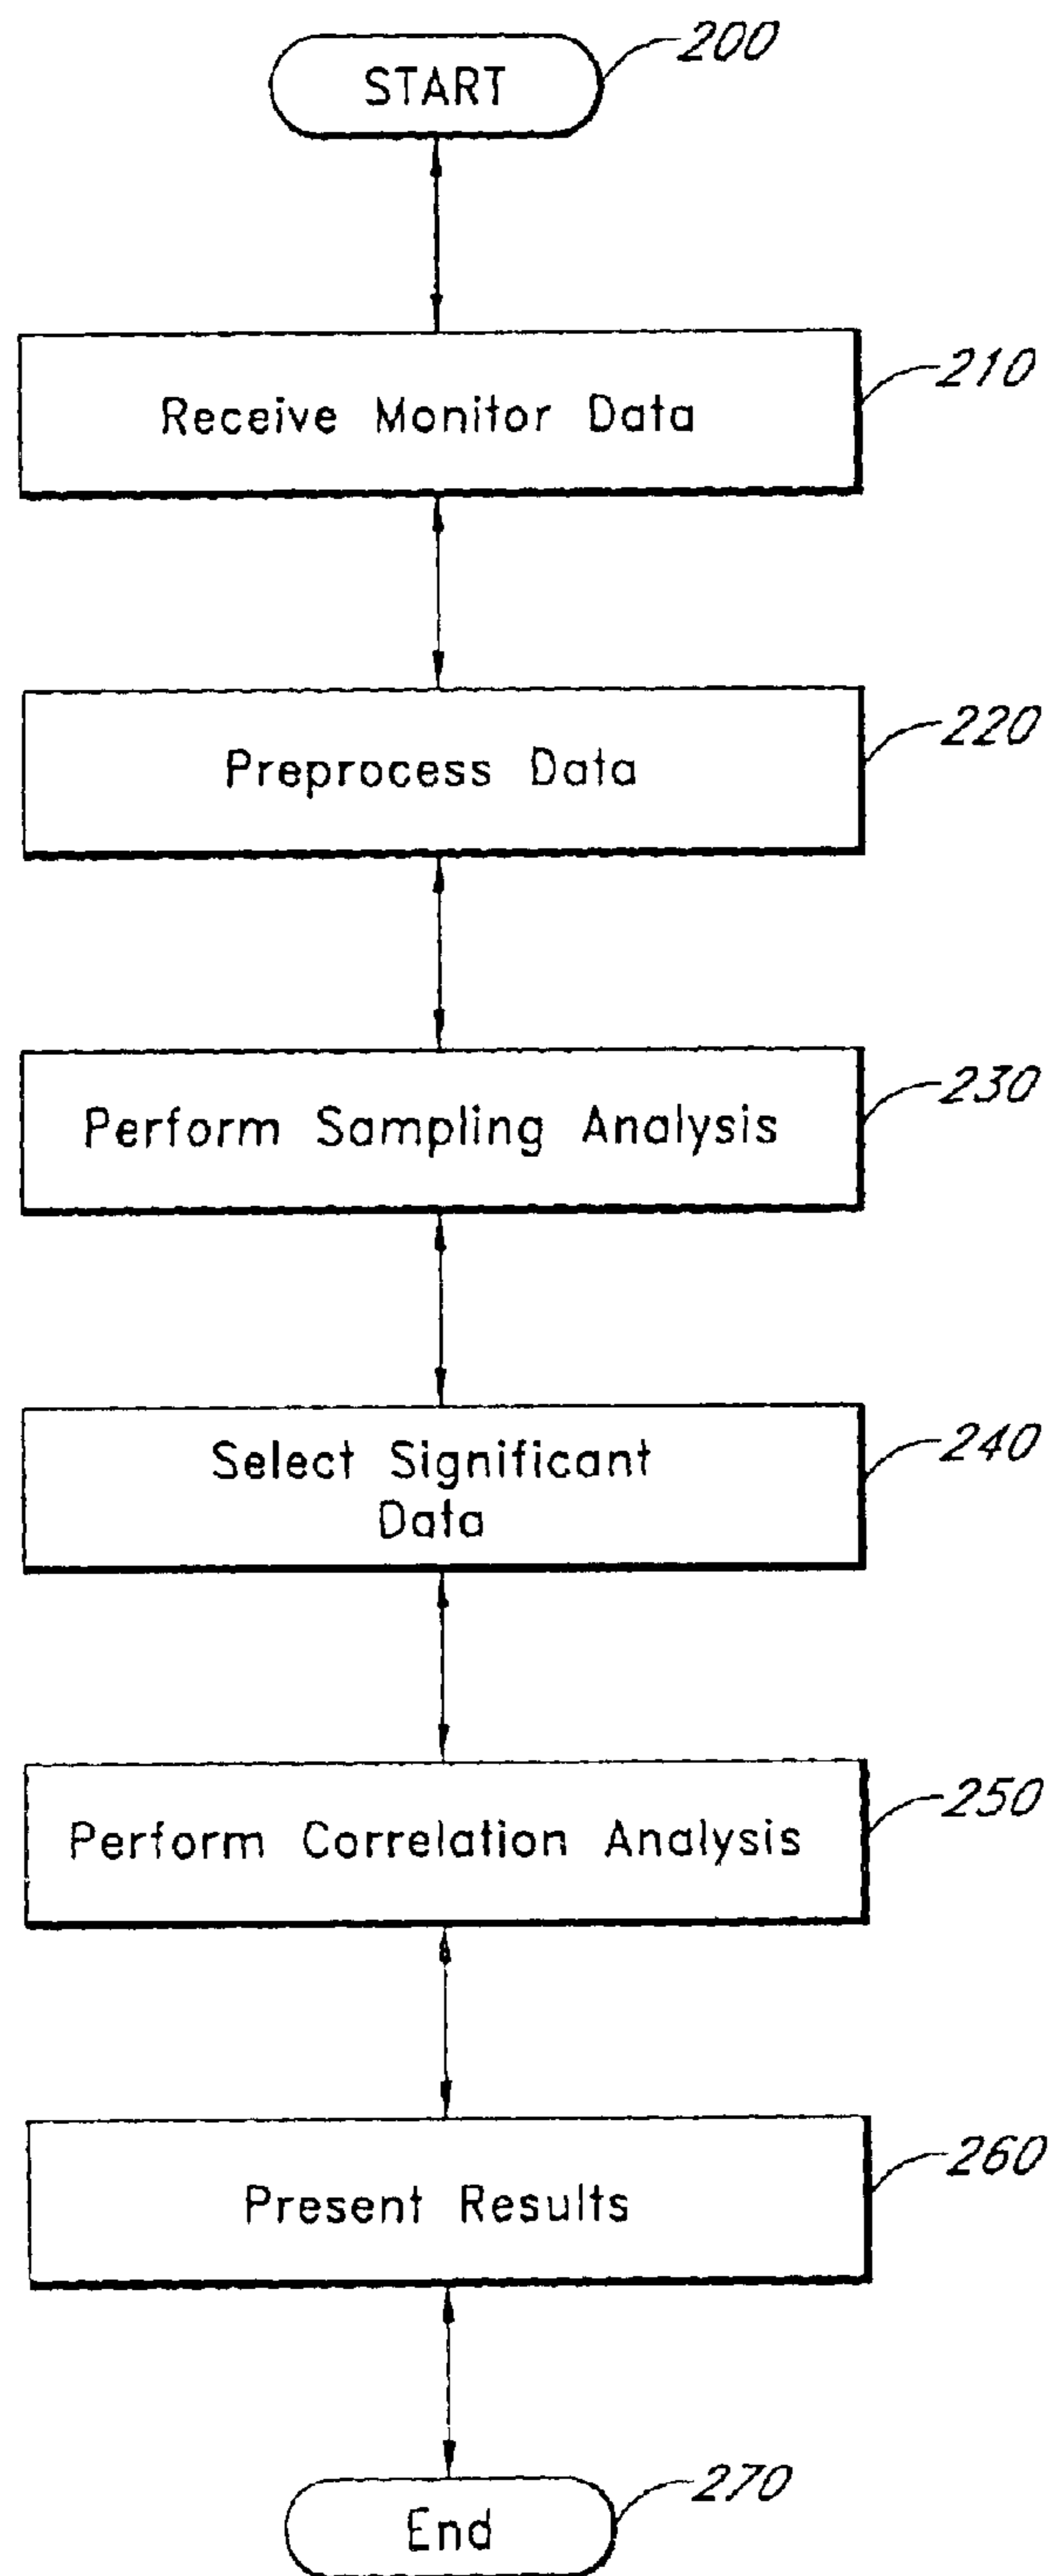 START 200
Receive Monitor Data 210
Preprocess Data 220
Perform Sampling Analysis 230
Select Significant 240
Data
Perform Correlation Analysis 250
Present Results 260
End 270